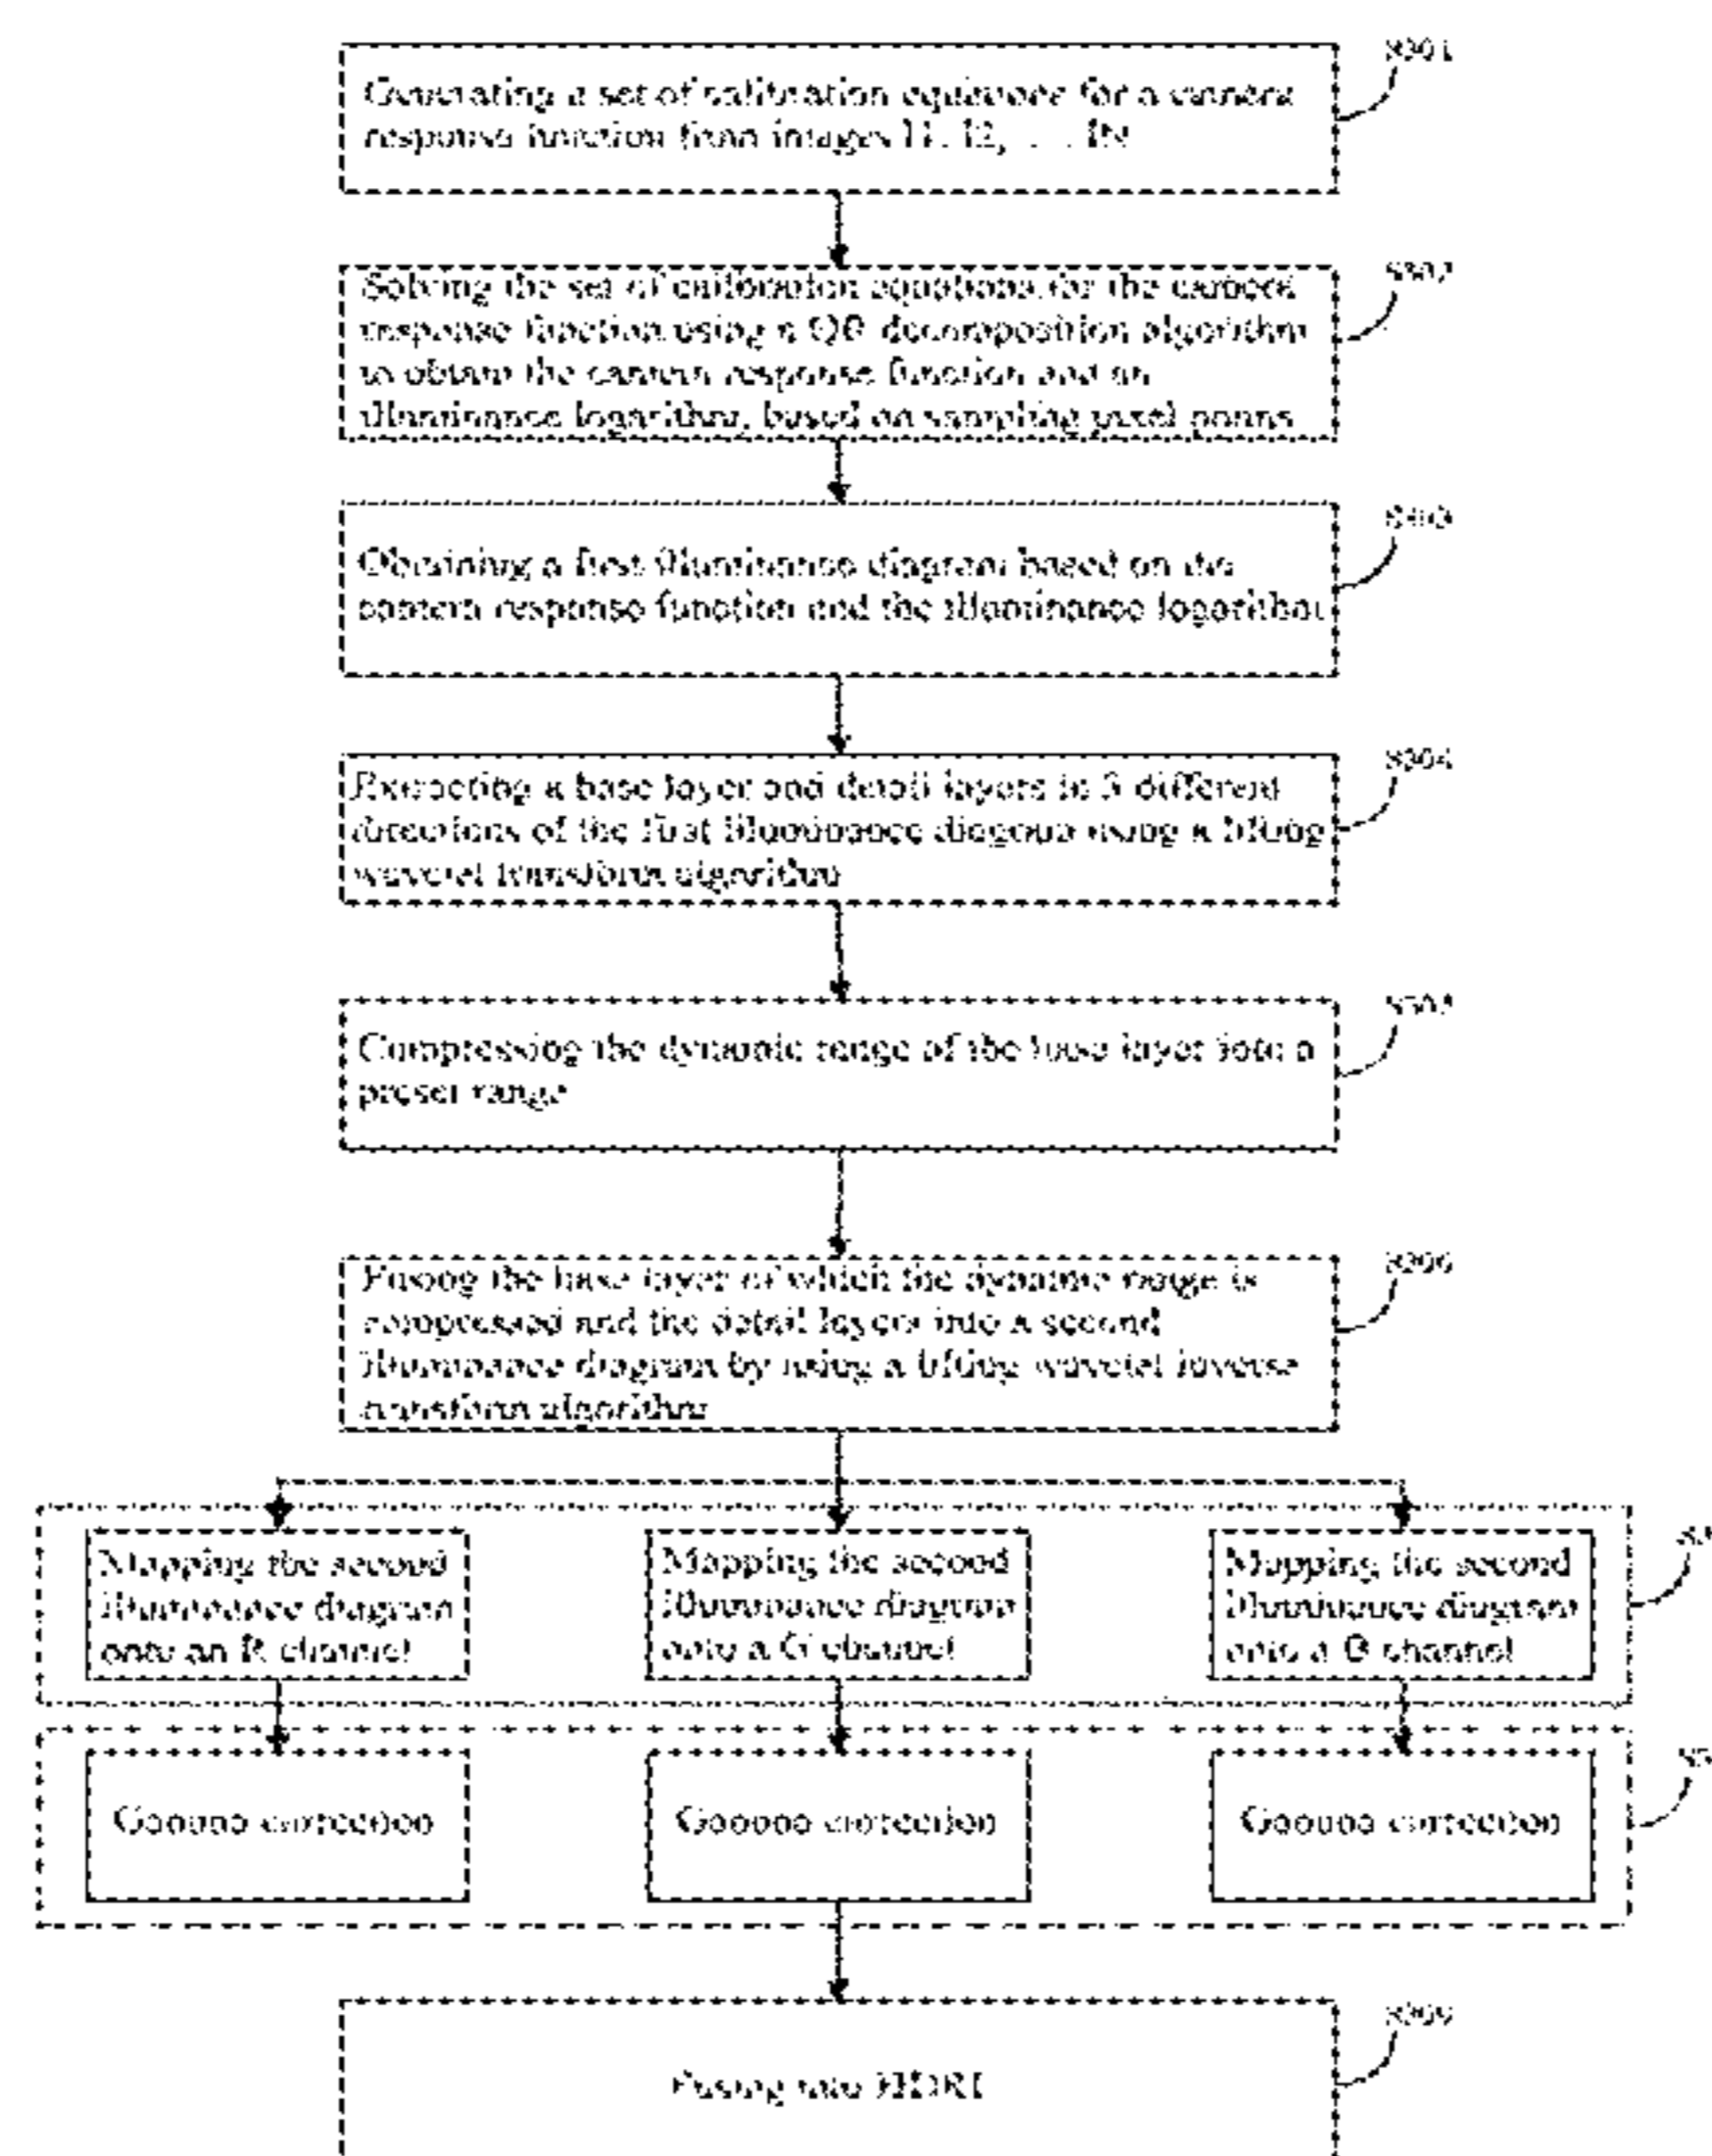 S301
Generating a set of calibration equations for a camera
response function from images I1, I2, ... IN
S302
Solving the set of calibration equations for the camera
response function using a QR decomposition algorithm
to obtain the camera response function and an
illuminance logarithm, based on sampling pixel points
S303
Obtaining a first illuminance diagram based on the
camera response function and the illuminance logarithm
S304
Extracting a base layer and detail layers in 3 different
directions of the first illuminance diagram using a lifting
wavelet transform algorithm
S305
Compressing the dynamic range of the base layer into a
preset range
S306
Fusing the base layer of which the dynamic range is
compressed and the detail layers into a second
illuminance diagram by using a lifting wavelet inverse
transform algorithm
Mapping the second
illuminance diagram
onto an R channel
Mapping the second
illuminance diagram
onto a G channel
Mapping the second
illuminance diagram
onto a B channel
Gamma correction
Gamma correction
Gamma correction
S309
Fusing into HDRI